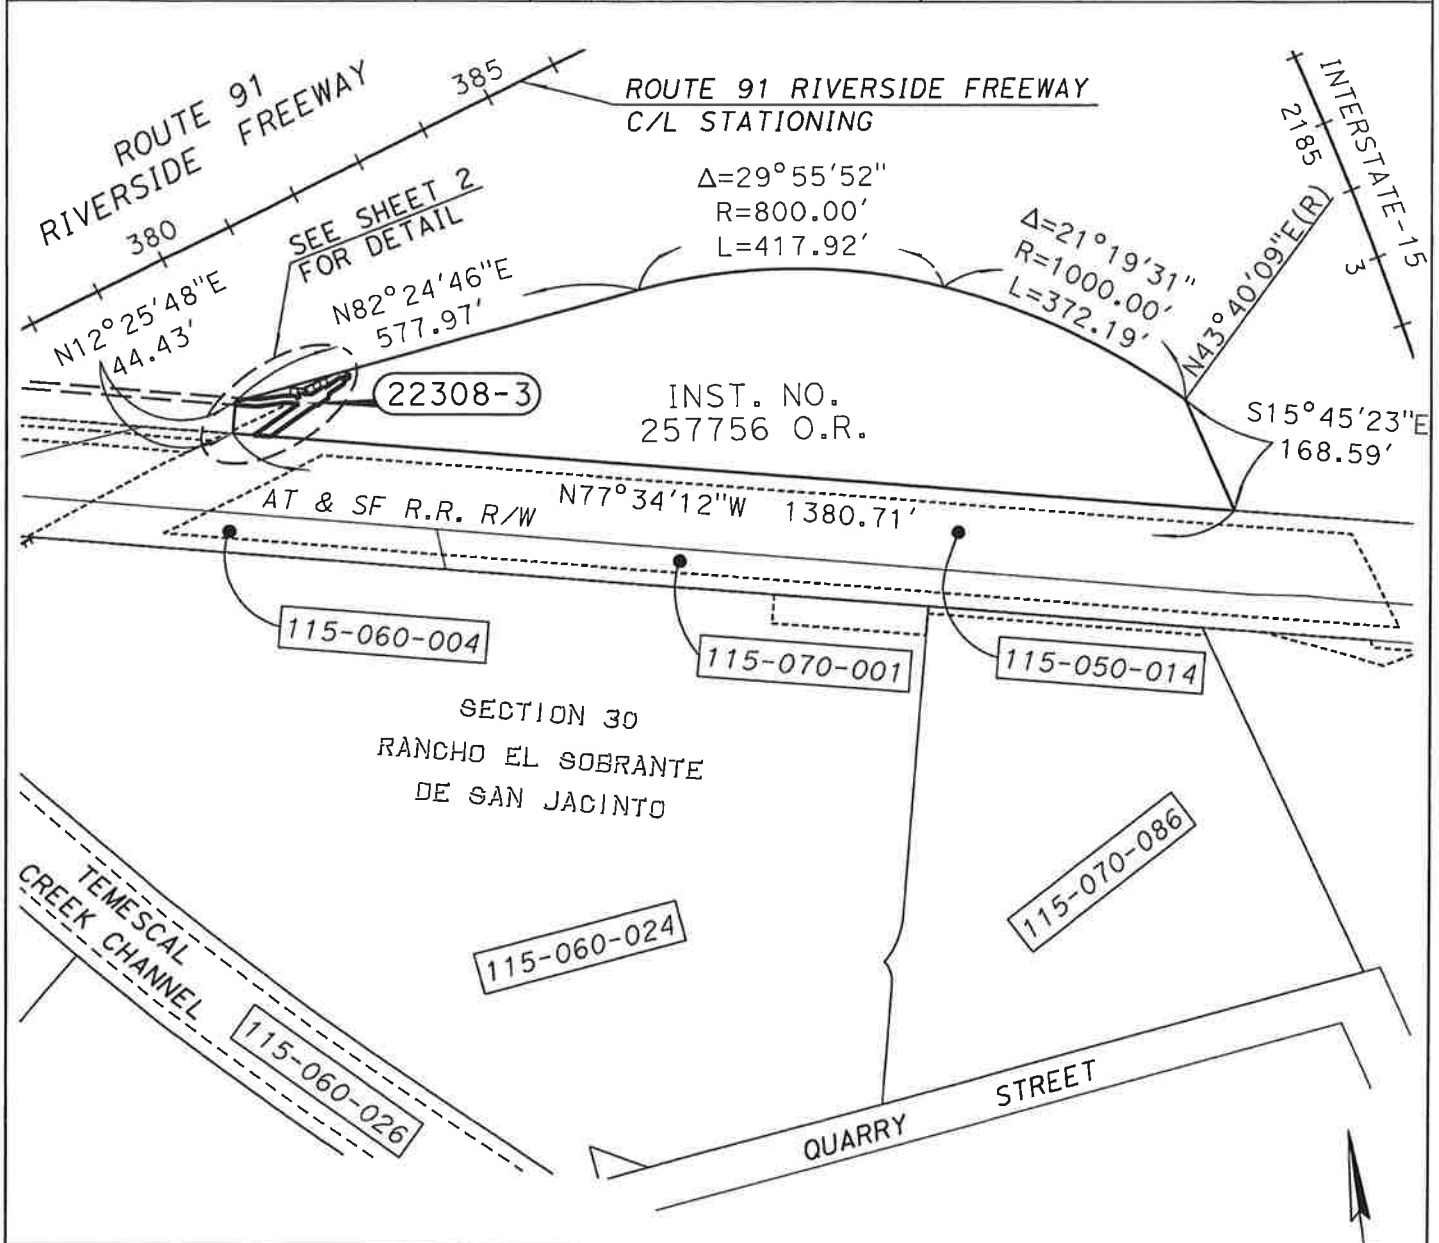 ROUTE 91
RIVERSIDE FREEWAY
380
385
ROUTE 91 RIVERSIDE FREEWAY
C/L STATIONING
INTERSTATE-15
2185
3
SEE SHEET 2
FOR DETAIL
Δ=29°55'52"
R=800.00'
L=417.92'
Δ=21°19'31"
R=1000.00'
L=372.19'
N43°40'09"E(R)
N12°25'48"E
44.43'
N82°24'46"E
577.97'
22308-3
INST. NO.
257756 O.R.
S15°45'23"E
168.59'
AT & SF R.R. R/W
N77°34'12"W 1380.71'
115-060-004
115-070-001
115-050-014
SECTION 30
RANCHO EL SOBRANTE
DE SAN JACINTO
TEMESCAL
CREEK CHANNEL
115-060-026
115-060-024
115-070-086
QUARRY STREET